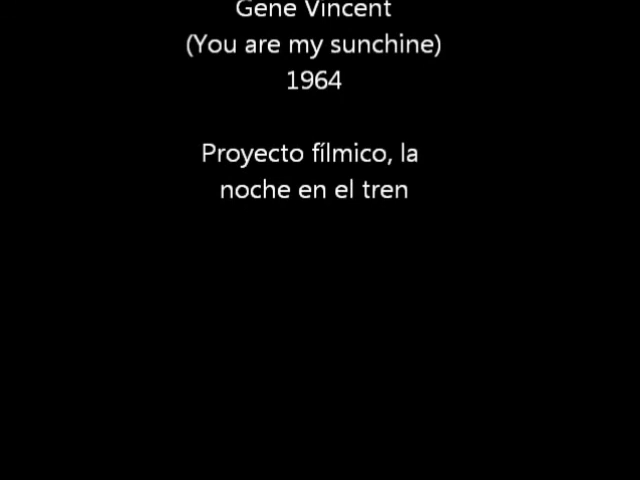 Gene Vincent
(You are my sunchine)
1964
Proyecto fílmico, la
noche en el tren